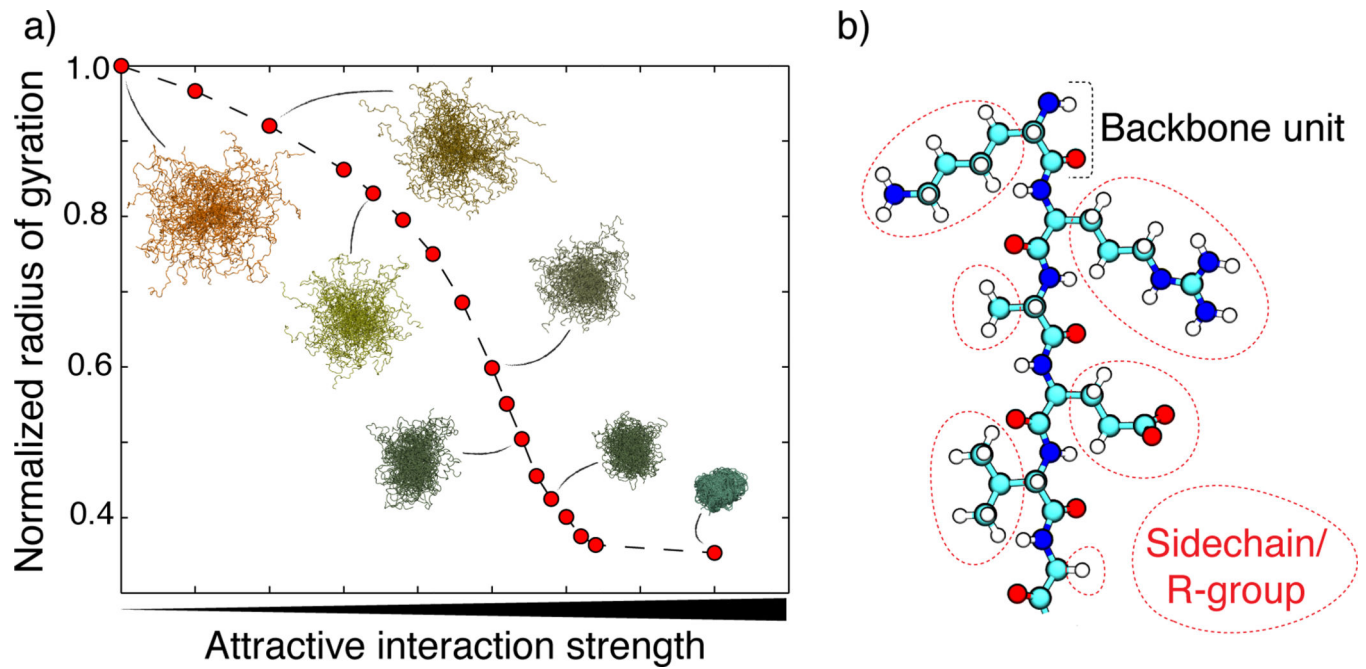 a)
Normalized radius of gyration
1.0
0.8
0.6
0.4
Attractive interaction strength
b)
Backbone unit
Sidechain/
R-group